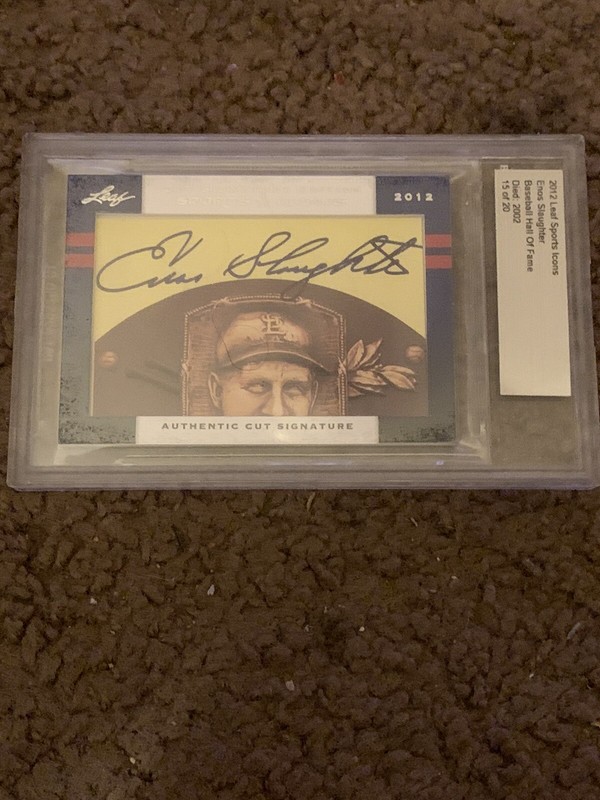 Leaf
2012
Enos Slaughter
STL
AUTHENTIC CUT SIGNATURE
2012 Leaf Sports Icons
Enos Slaughter
Baseball Hall Of Fame
Died: 2002
15 of 20